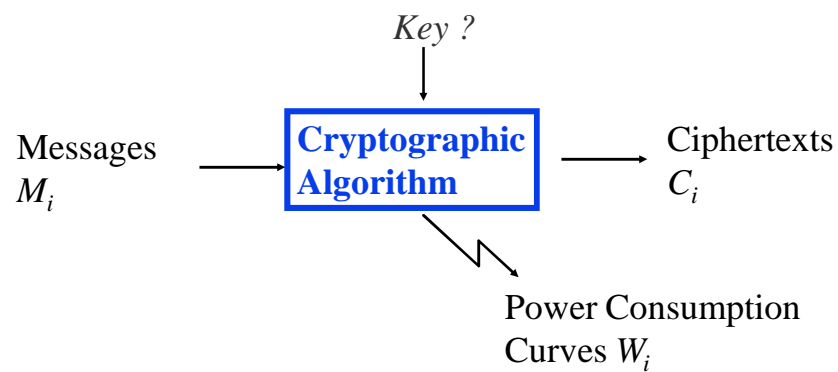 Key ?
Messages
M_i
Cryptographic
Algorithm
Ciphertexts
C_i
Power Consumption
Curves W_i